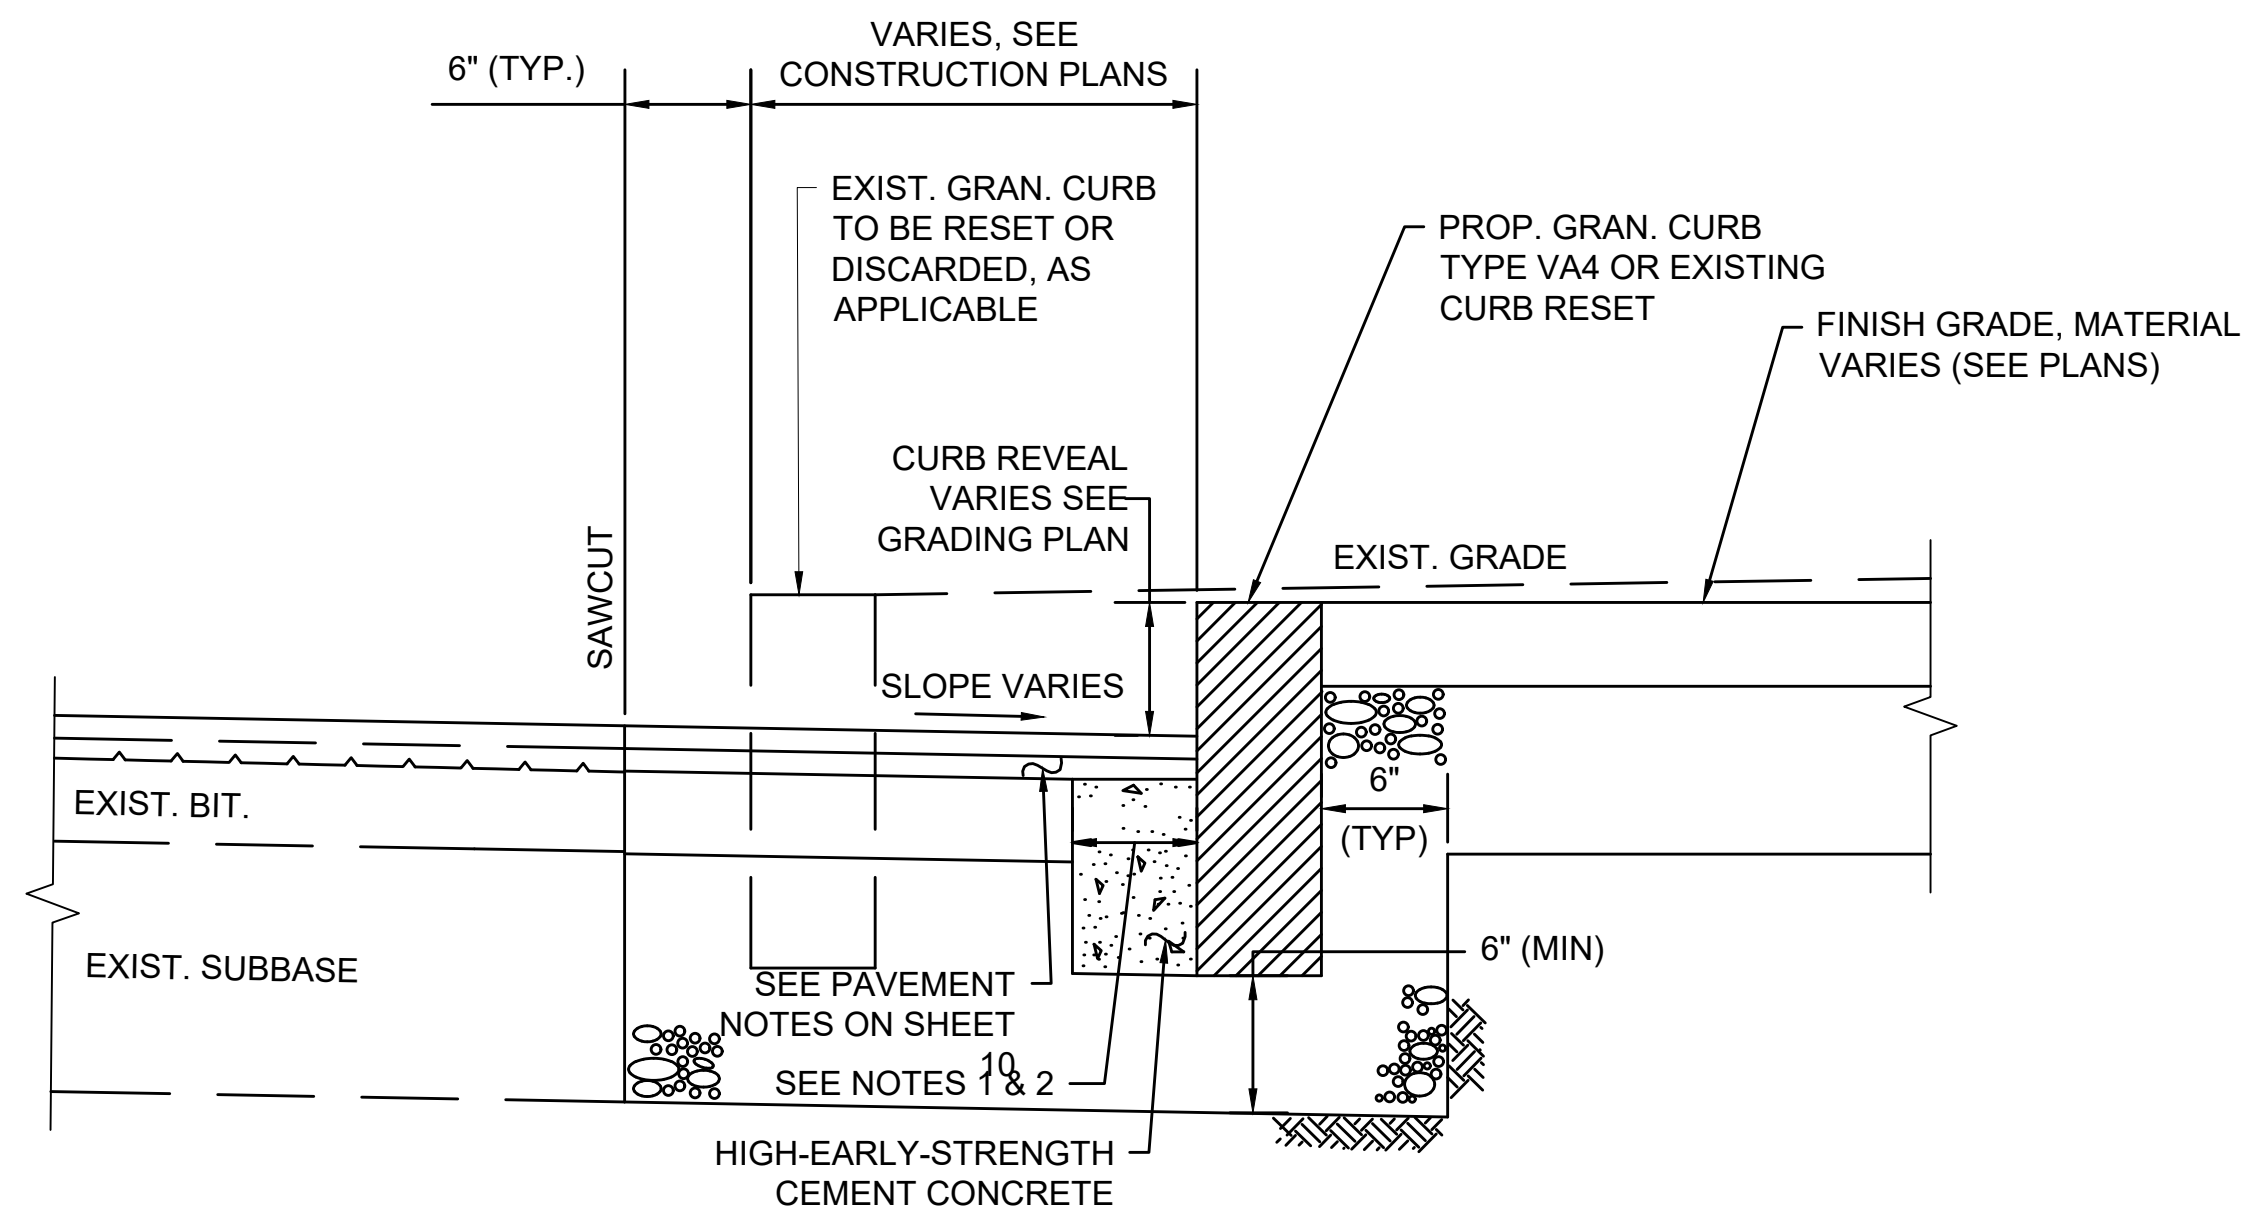 VARIES, SEE
CONSTRUCTION PLANS
6" (TYP.)
EXIST. GRAN. CURB
TO BE RESET OR
DISCARDED, AS
APPLICABLE
PROP. GRAN. CURB
TYPE VA4 OR EXISTING
CURB RESET
FINISH GRADE, MATERIAL
VARIES (SEE PLANS)
CURB REVEAL
VARIES SEE
GRADING PLAN
SAWCUT
EXIST. GRADE
SLOPE VARIES
EXIST. BIT.
6"
(TYP)
EXIST. SUBBASE
6" (MIN)
SEE PAVEMENT
NOTES ON SHEET
10
SEE NOTES 1 & 2
HIGH-EARLY-STRENGTH
CEMENT CONCRETE